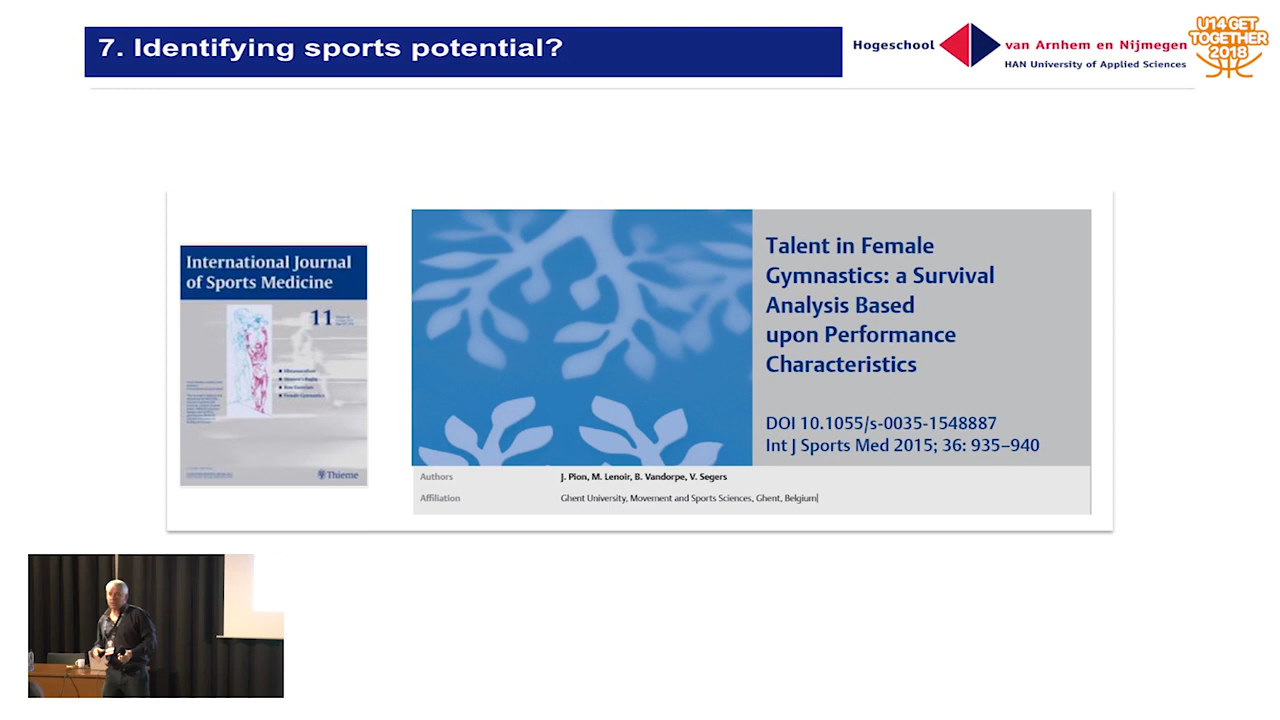 7. Identifying sports potential?
Hogeschool van Arnhem en Nijmegen
HAN University of Applied Sciences
U14 GET
TOGETHER
2018
International Journal
of Sports Medicine
11
Female Gymnastics
Thieme
Talent in Female
Gymnastics: a Survival
Analysis Based
upon Performance
Characteristics
DOI 10.1055/s-0035-1548887
Int J Sports Med 2015; 36: 935–940
Authors J. Pion, M. Lenoir, B. Vandorpe, V. Segers
Affiliation Ghent University, Movement and Sports Sciences, Ghent, Belgium